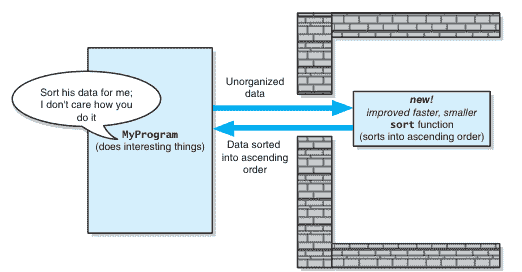 Sort his data for me;
I don't care how you
do it
MyProgram
(does interesting things)
Unorganized
data
Data sorted
into ascending
order
new!
improved faster, smaller
sort function
(sorts into ascending order)